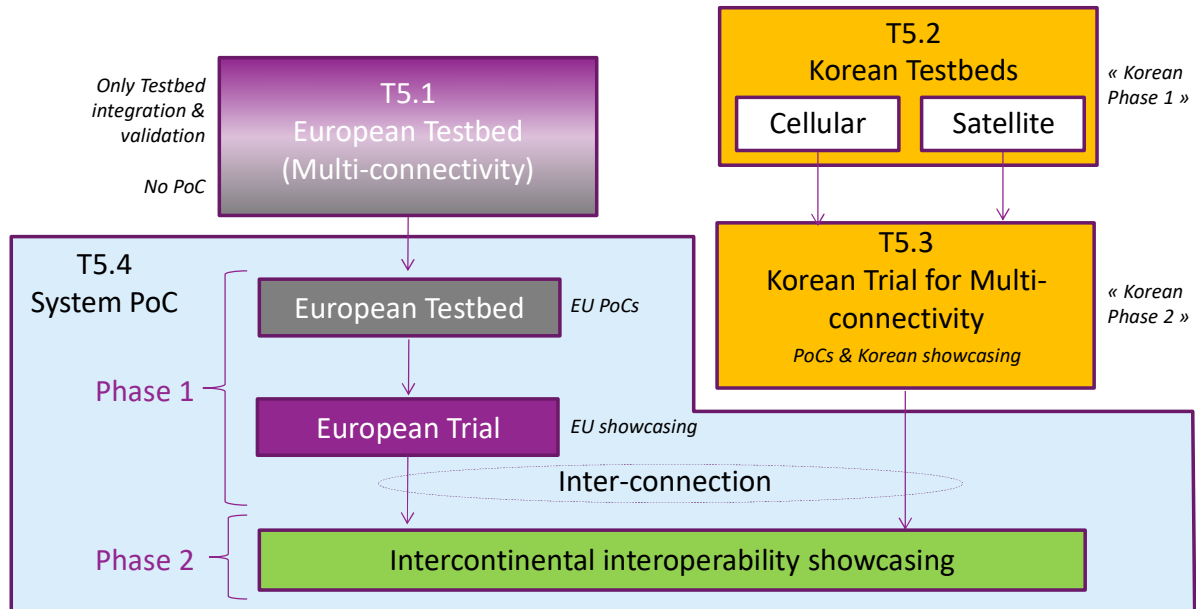 Only Testbed
integration &
validation
No PoC
T5.1
European Testbed
(Multi-connectivity)
T5.2
Korean Testbeds
Cellular
Satellite
« Korean
Phase 1 »
T5.3
Korean Trial for Multi-
connectivity
PoCs & Korean showcasing
« Korean
Phase 2 »
T5.4
System PoC
European Testbed
EU PoCs
Phase 1
European Trial
EU showcasing
Inter-connection
Phase 2
Intercontinental interoperability showcasing